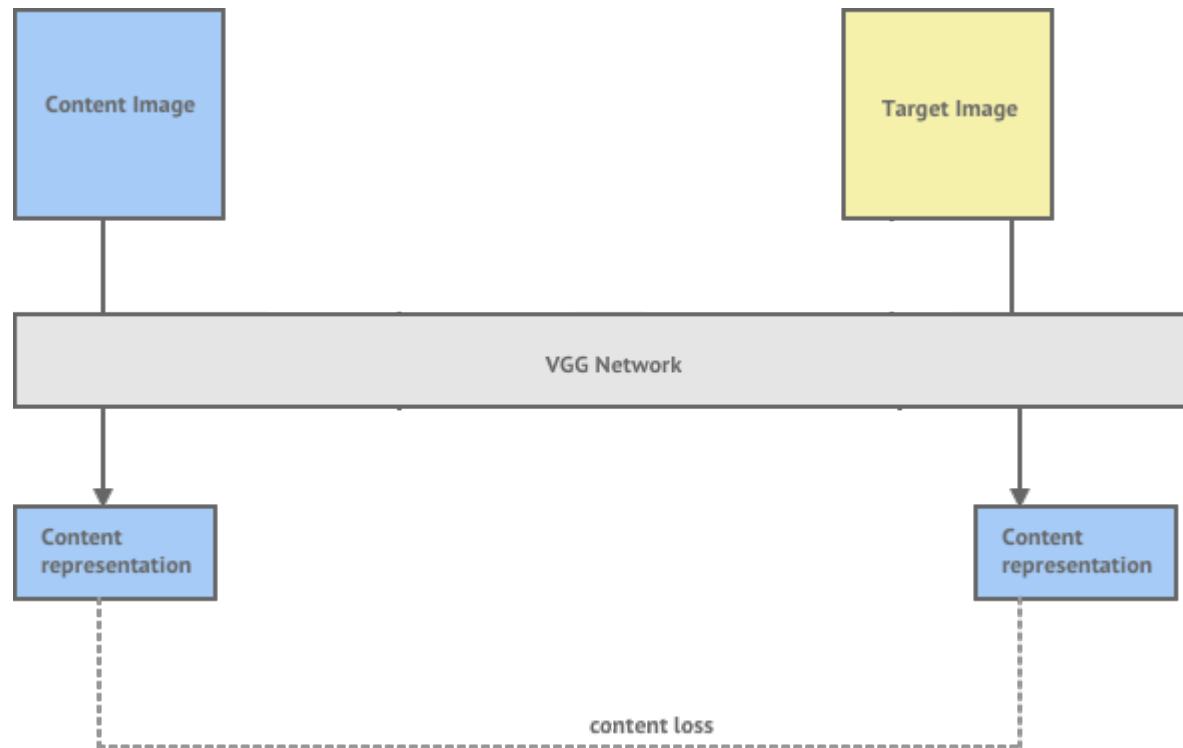 Content Image
Target Image
VGG Network
Content
representation
Content
representation
content loss